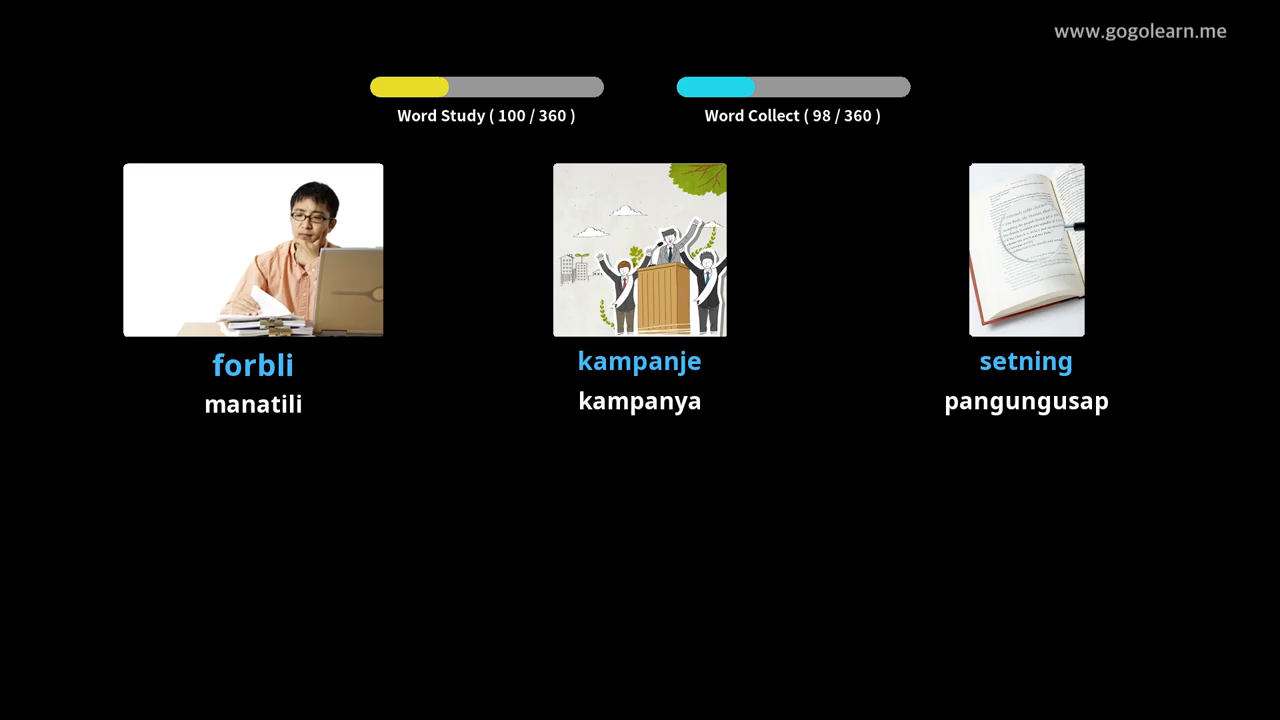 www.gogolearn.me
Word Study ( 100 / 360 )
Word Collect ( 98 / 360 )
forbli
manatili
kampanje
kampanya
setning
pangungusap